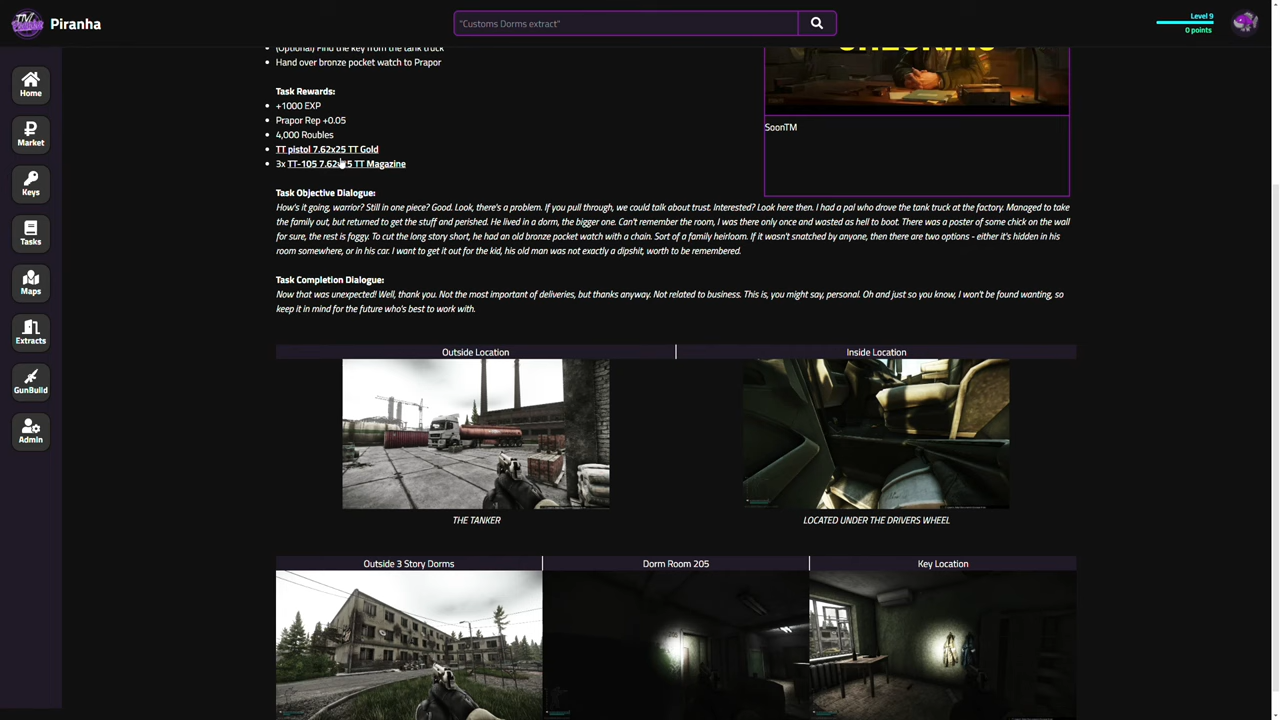 Piranha
"Customs Dorms extract"
Level 9
0 points
Home
Market
Keys
Tasks
Maps
Extracts
GunBuild
Admin
(Optional) Find the key from the tank truck
Hand over bronze pocket watch to Prapor
CHECKING
SoonTM
Task Rewards:
+1000 EXP
Prapor Rep +0.05
4,000 Roubles
TT pistol 7.62x25 TT Gold
3x TT-105 7.62x25 TT Magazine
Task Objective Dialogue:
How's it going, warrior? Still in one piece? Good. Look, there's a problem. If you pull through, we could talk about trust. Interested? Look here then. I had a pal who drove the tank truck at the factory. Managed to take
the family out, but returned to get the stuff and perished. He lived in a dorm, the bigger one. Can't remember the room, I was there only once and wasted as hell to boot. There was a poster of some chick on the wall
for sure, the rest is foggy. To cut the long story short, he had an old bronze pocket watch with a chain. Sort of a family heirloom. If it wasn't snatched by anyone, then there are two options - either it's hidden in his
room somewhere, or in his car. I want to get it out for the kid, his old man was not exactly a dipshit, worth to be remembered.
Task Completion Dialogue:
Now that was unexpected! Well, thank you. Not the most important of deliveries, but thanks anyway. Not related to business. This is, you might say, personal. Oh and just so you know, I won't be found wanting, so
keep it in mind for the future who's best to work with.
Outside Location
Inside Location
THE TANKER
LOCATED UNDER THE DRIVERS WHEEL
Outside 3 Story Dorms
Dorm Room 205
Key Location